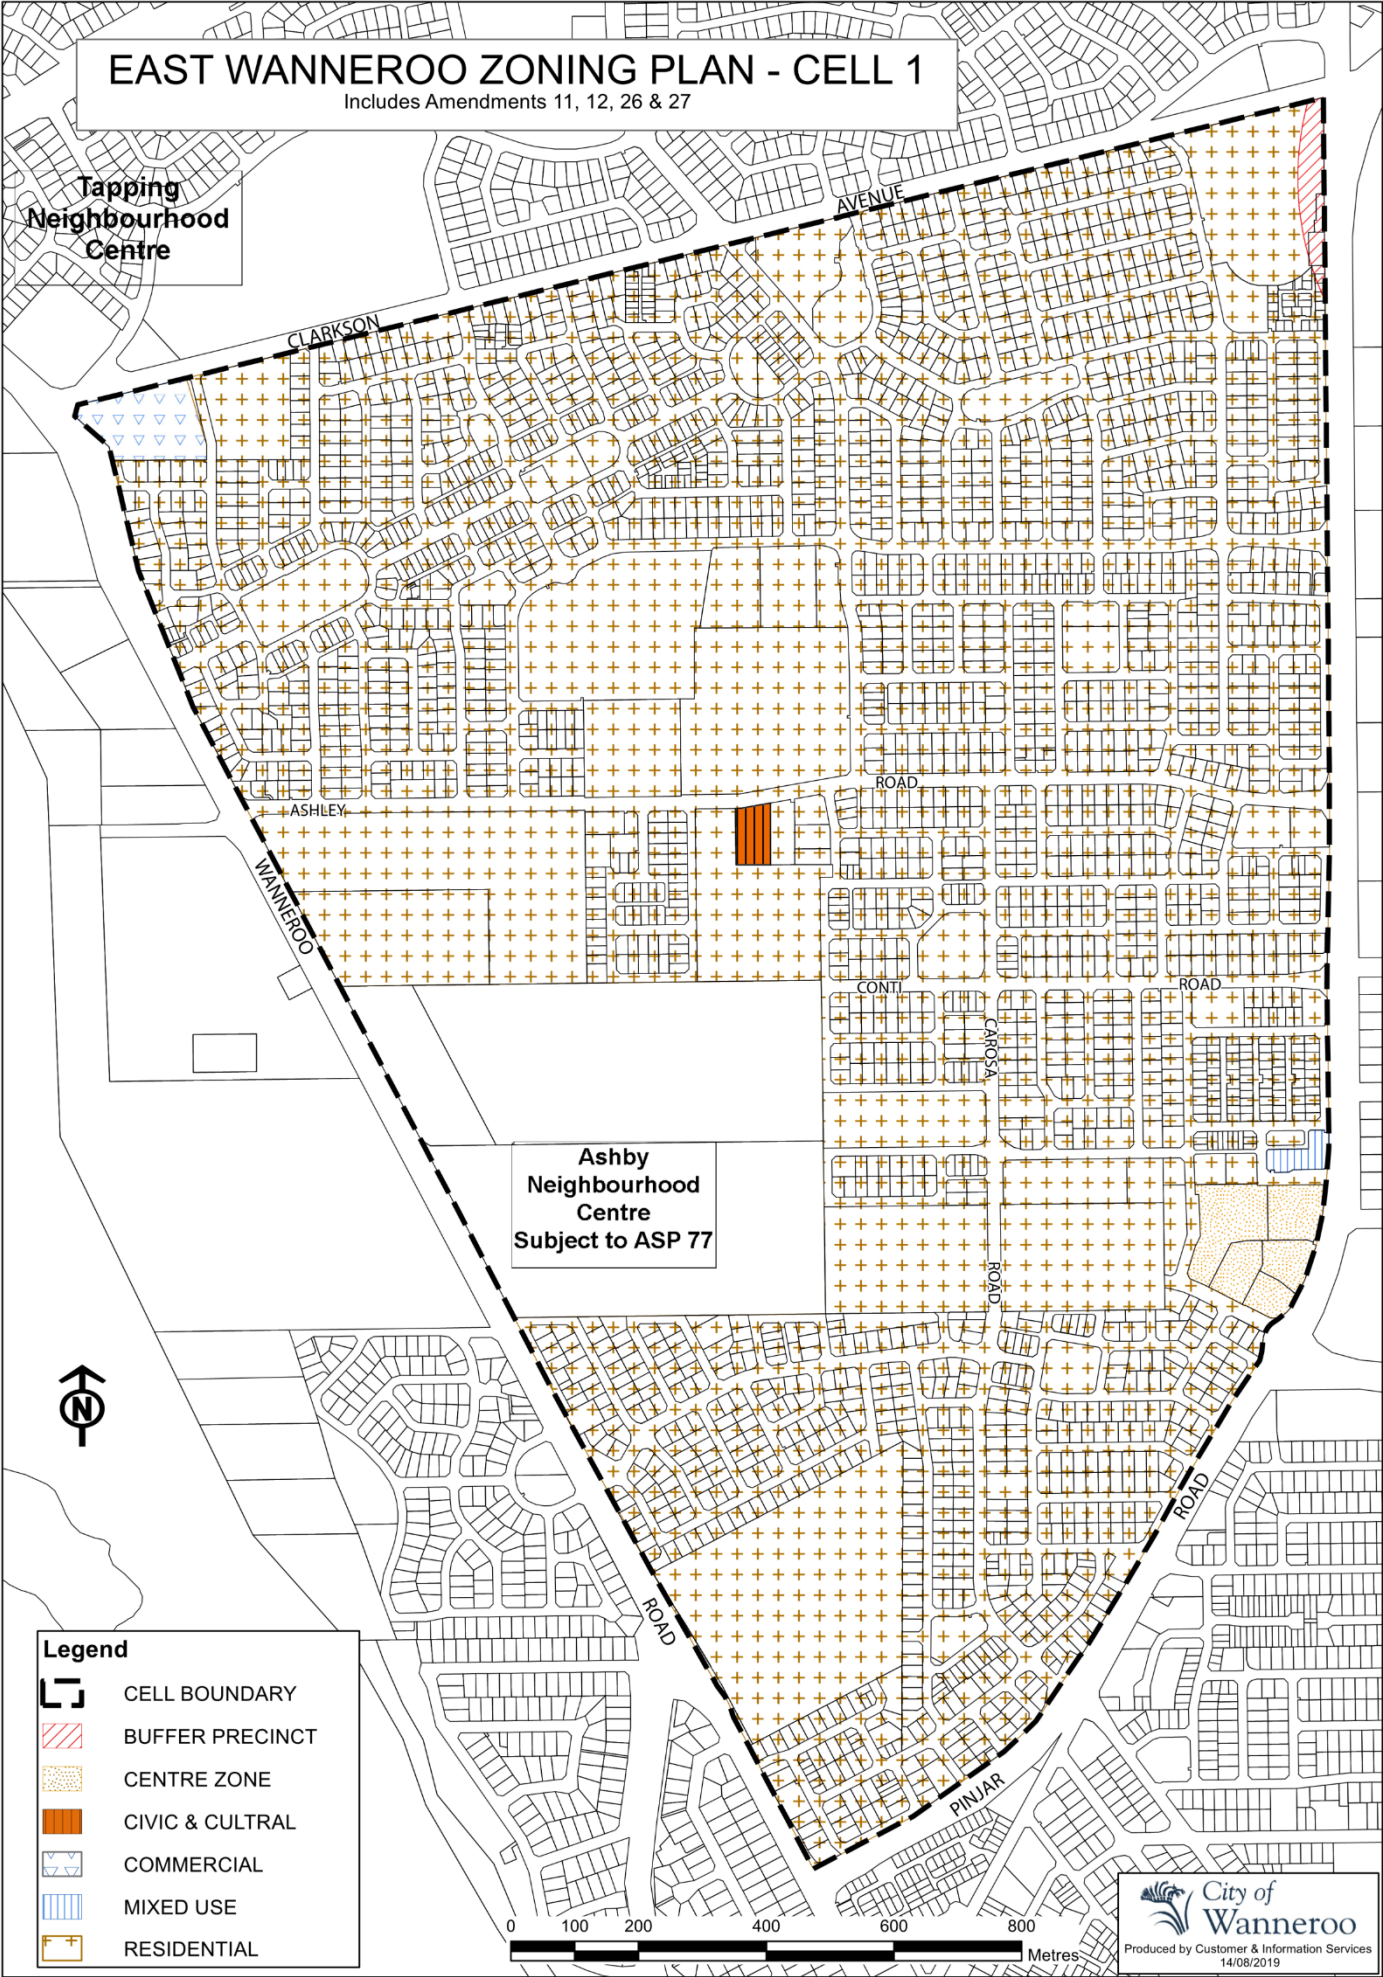 EAST WANNEROO ZONING PLAN - CELL 1
Includes Amendments 11, 12, 26 & 27
Tapping
Neighbourhood
Centre
AVENUE
CLARKSON
ROAD
ASHLEY
WANNEROO
CONTI
ROAD
CAROSA
Ashby
Neighbourhood
Centre
Subject to ASP 77
ROAD
ROAD
ROAD
PINJAR
Legend
CELL BOUNDARY
BUFFER PRECINCT
CENTRE ZONE
CIVIC & CULTRAL
COMMERCIAL
MIXED USE
RESIDENTIAL
N
0 100 200 400 600 800
Metres
City of
Wanneroo
Produced by Customer & Information Services
14/08/2019